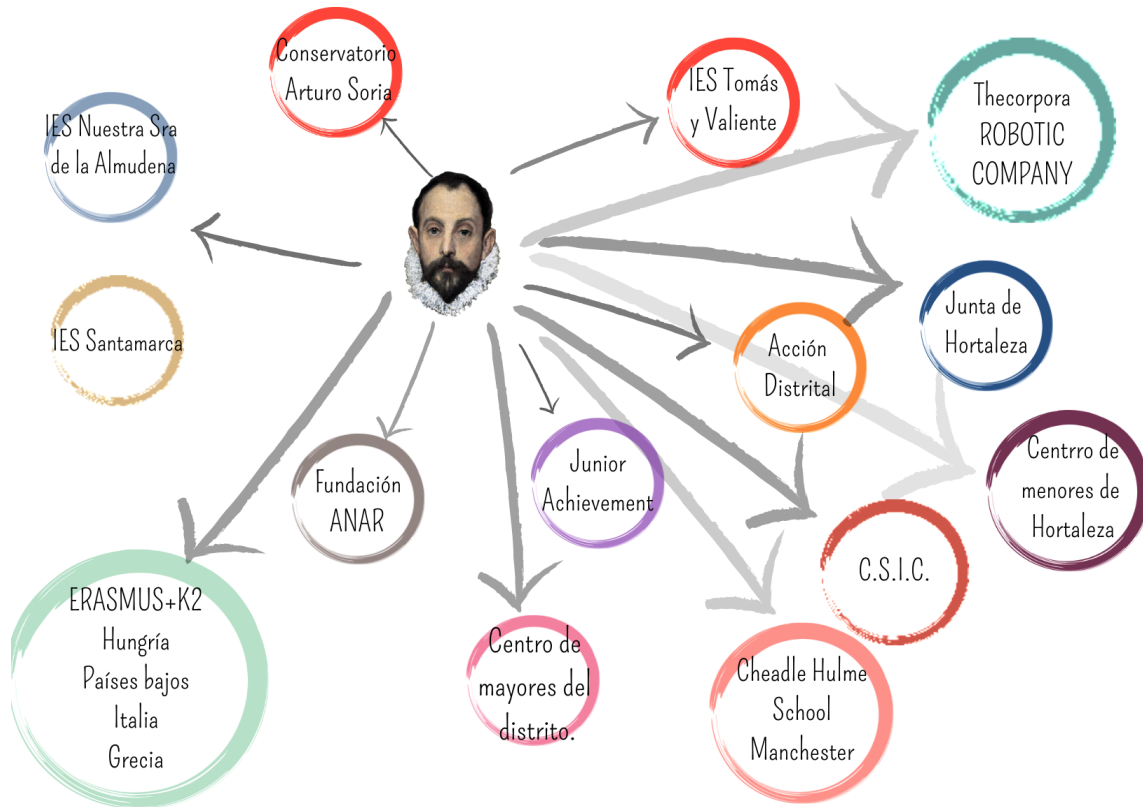 Conservatorio
Arturo Soria
IES Tomás
y Valiente
Thecorpora
ROBOTIC
COMPANY
IES Nuestra Sra
de la Almudena
IES Santamarca
Acción
Distrital
Junta de
Hortaleza
Fundación
ANAR
Junior
Achievement
Centrro de
menores de
Hortaleza
C.S.I.C.
ERASMUS+K2
Hungría
Países bajos
Italia
Grecia
Centro de
mayores del
distrito.
Cheadle Hulme
School
Manchester